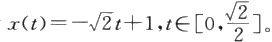 x(t)=-√2t+1,t∈[0,√2/2]。